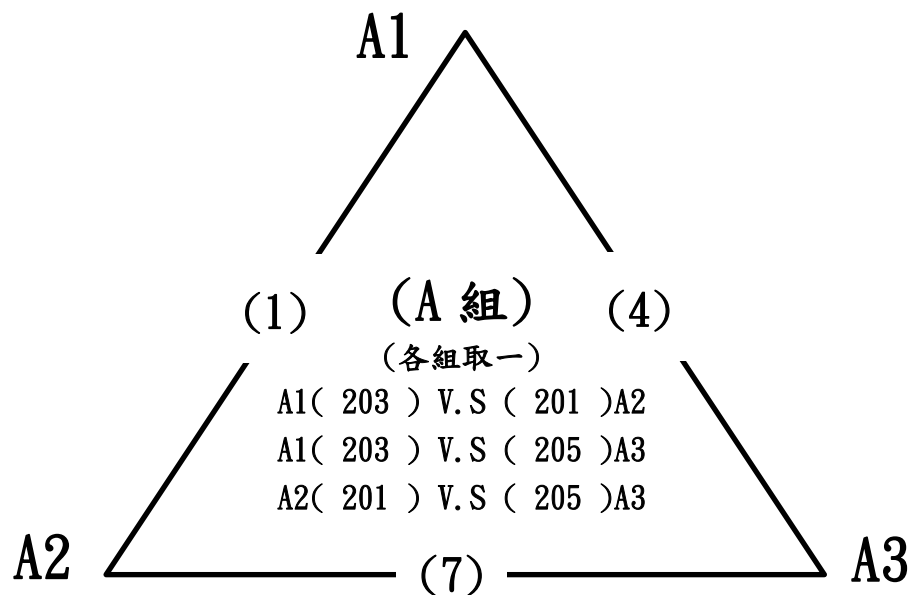 A1
(1)
(A 組)
(4)
(各組取一)
A1( 203 ) V.S ( 201 )A2
A1( 203 ) V.S ( 205 )A3
A2( 201 ) V.S ( 205 )A3
A2
(7)
A3